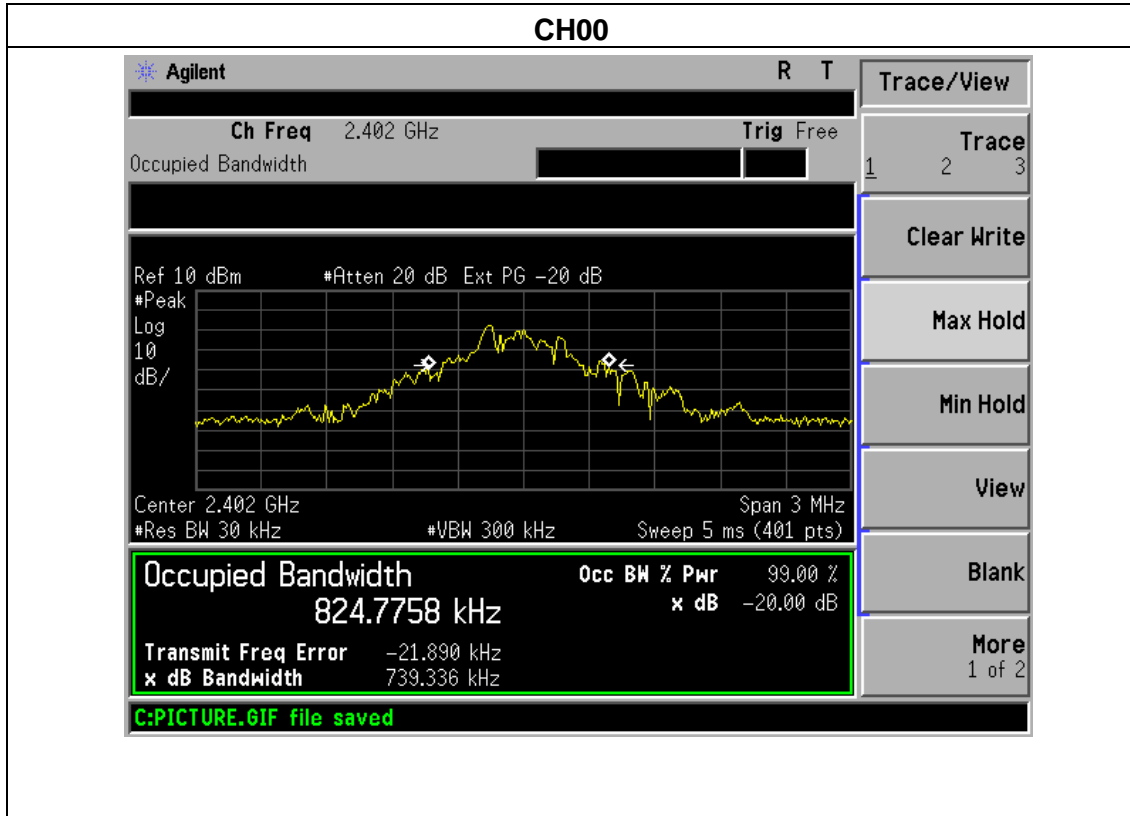 CH00
Agilent R T
Trace/View
Ch Freq 2.402 GHz Trig Free
Occupied Bandwidth
Trace
1 2 3
Clear Write
Ref 10 dBm #Atten 20 dB Ext PG -20 dB
#Peak
Log
10
dB/
Max Hold
Min Hold
View
Center 2.402 GHz Span 3 MHz
#Res BW 30 kHz #VBW 300 kHz Sweep 5 ms (401 pts)
Occupied Bandwidth Occ BW % Pwr 99.00 %
824.7758 kHz x dB -20.00 dB
Blank
Transmit Freq Error -21.890 kHz
x dB Bandwidth 739.336 kHz
More
1 of 2
C:PICTURE.GIF file saved